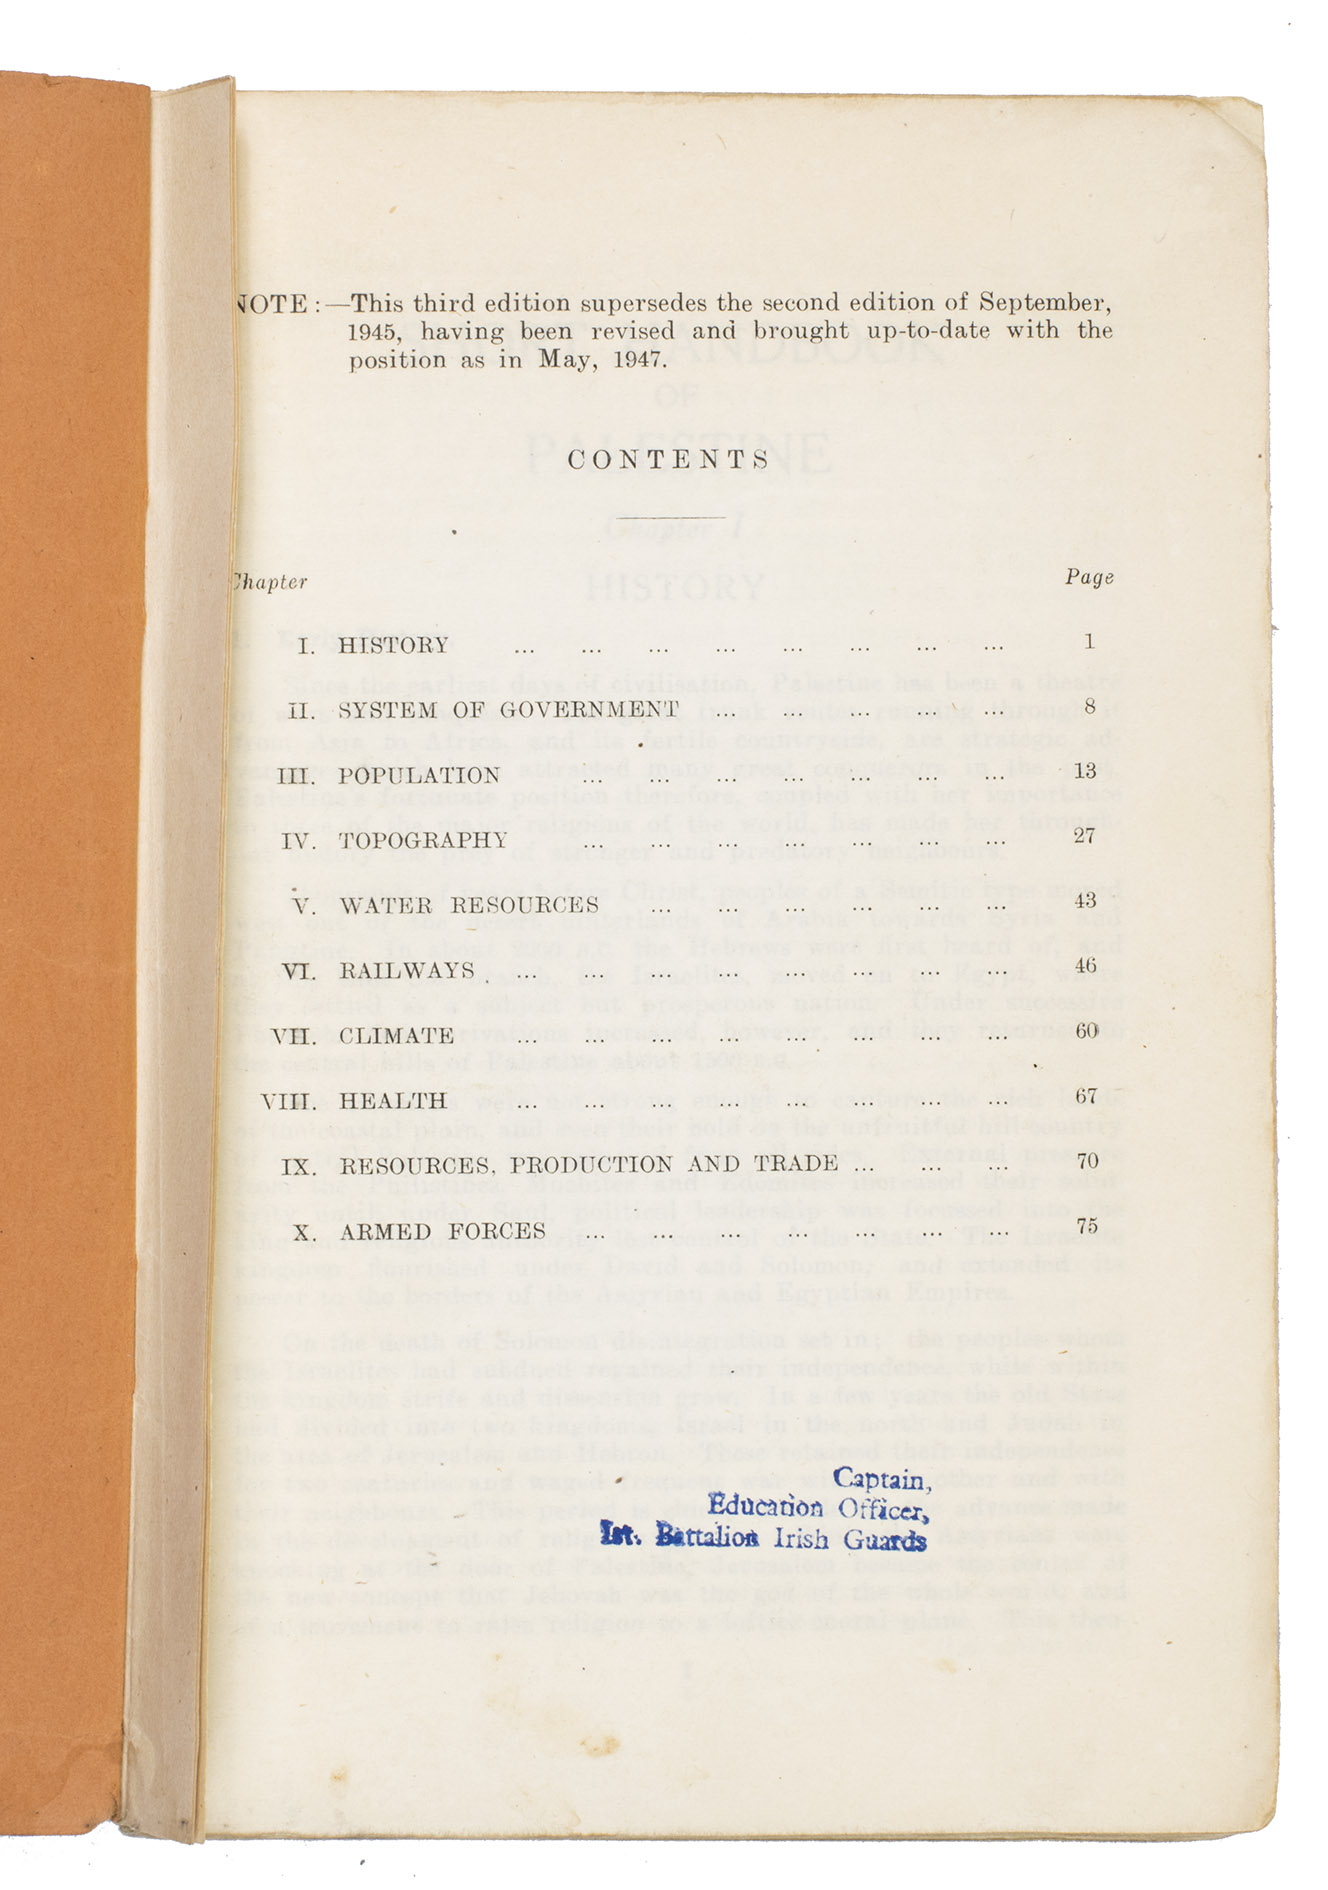 NOTE :—This third edition supersedes the second edition of September,
1945, having been revised and brought up-to-date with the
position as in May, 1947.
CONTENTS
Chapter Page
I. HISTORY ... ... ... ... ... ... ... ... 1
II. SYSTEM OF GOVERNMENT ... ... ... ... ... 8
III. POPULATION ... ... ... ... ... ... ... 13
IV. TOPOGRAPHY ... ... ... ... ... ... ... 27
V. WATER RESOURCES ... ... ... ... ... ... 43
VI. RAILWAYS ... ... ... ... ... ... ... ... 46
VII. CLIMATE ... ... ... ... ... ... ... ... 60
VIII. HEALTH ... ... ... ... ... ... ... ... 67
IX. RESOURCES, PRODUCTION AND TRADE ... ... ... 70
X. ARMED FORCES ... ... ... ... ... ... ... 75
Captain,
Education Officer,
1st. Battalion Irish Guards